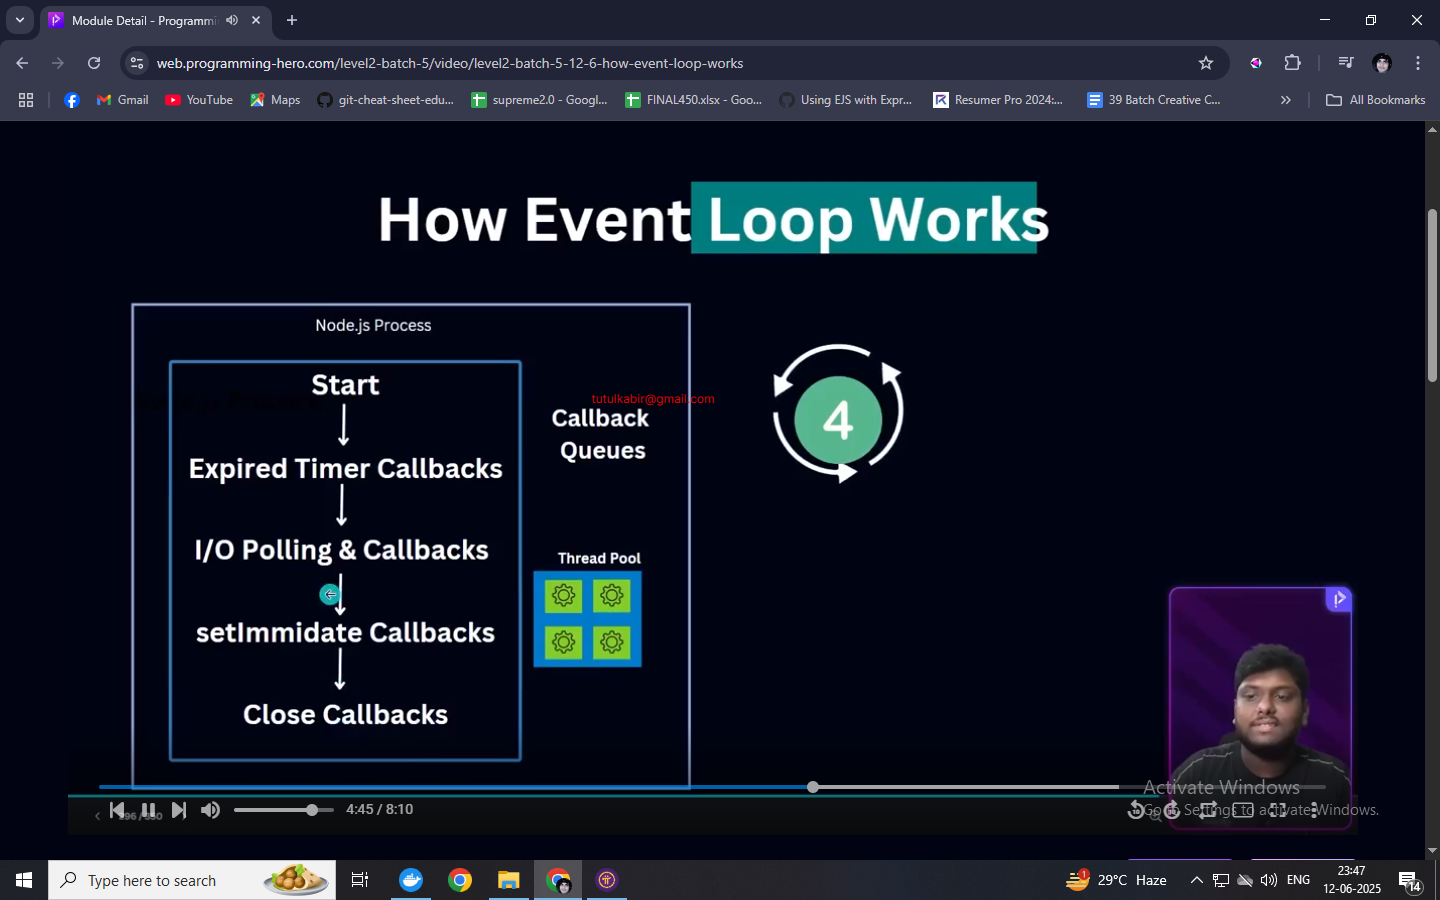 Module Detail - Programmi
web.programming-hero.com/level2-batch-5/video/level2-batch-5-12-6-how-event-loop-works
Gmail
YouTube
Maps
git-cheat-sheet-edu...
supreme2.0 - Googl...
FINAL450.xlsx - Goo...
Using EJS with Expr...
Resumer Pro 2024:...
39 Batch Creative C...
All Bookmarks
How Event Loop Works
Node.js Process
Start
Expired Timer Callbacks
I/O Polling & Callbacks
setImmidate Callbacks
Close Callbacks
tutulkabir@gmail.com
Callback
Queues
Thread Pool
4
4:45 / 8:10
Activate Windows
Go to Settings to activate Windows.
Type here to search
1
29°C Haze
ENG
23:47
12-06-2025
14